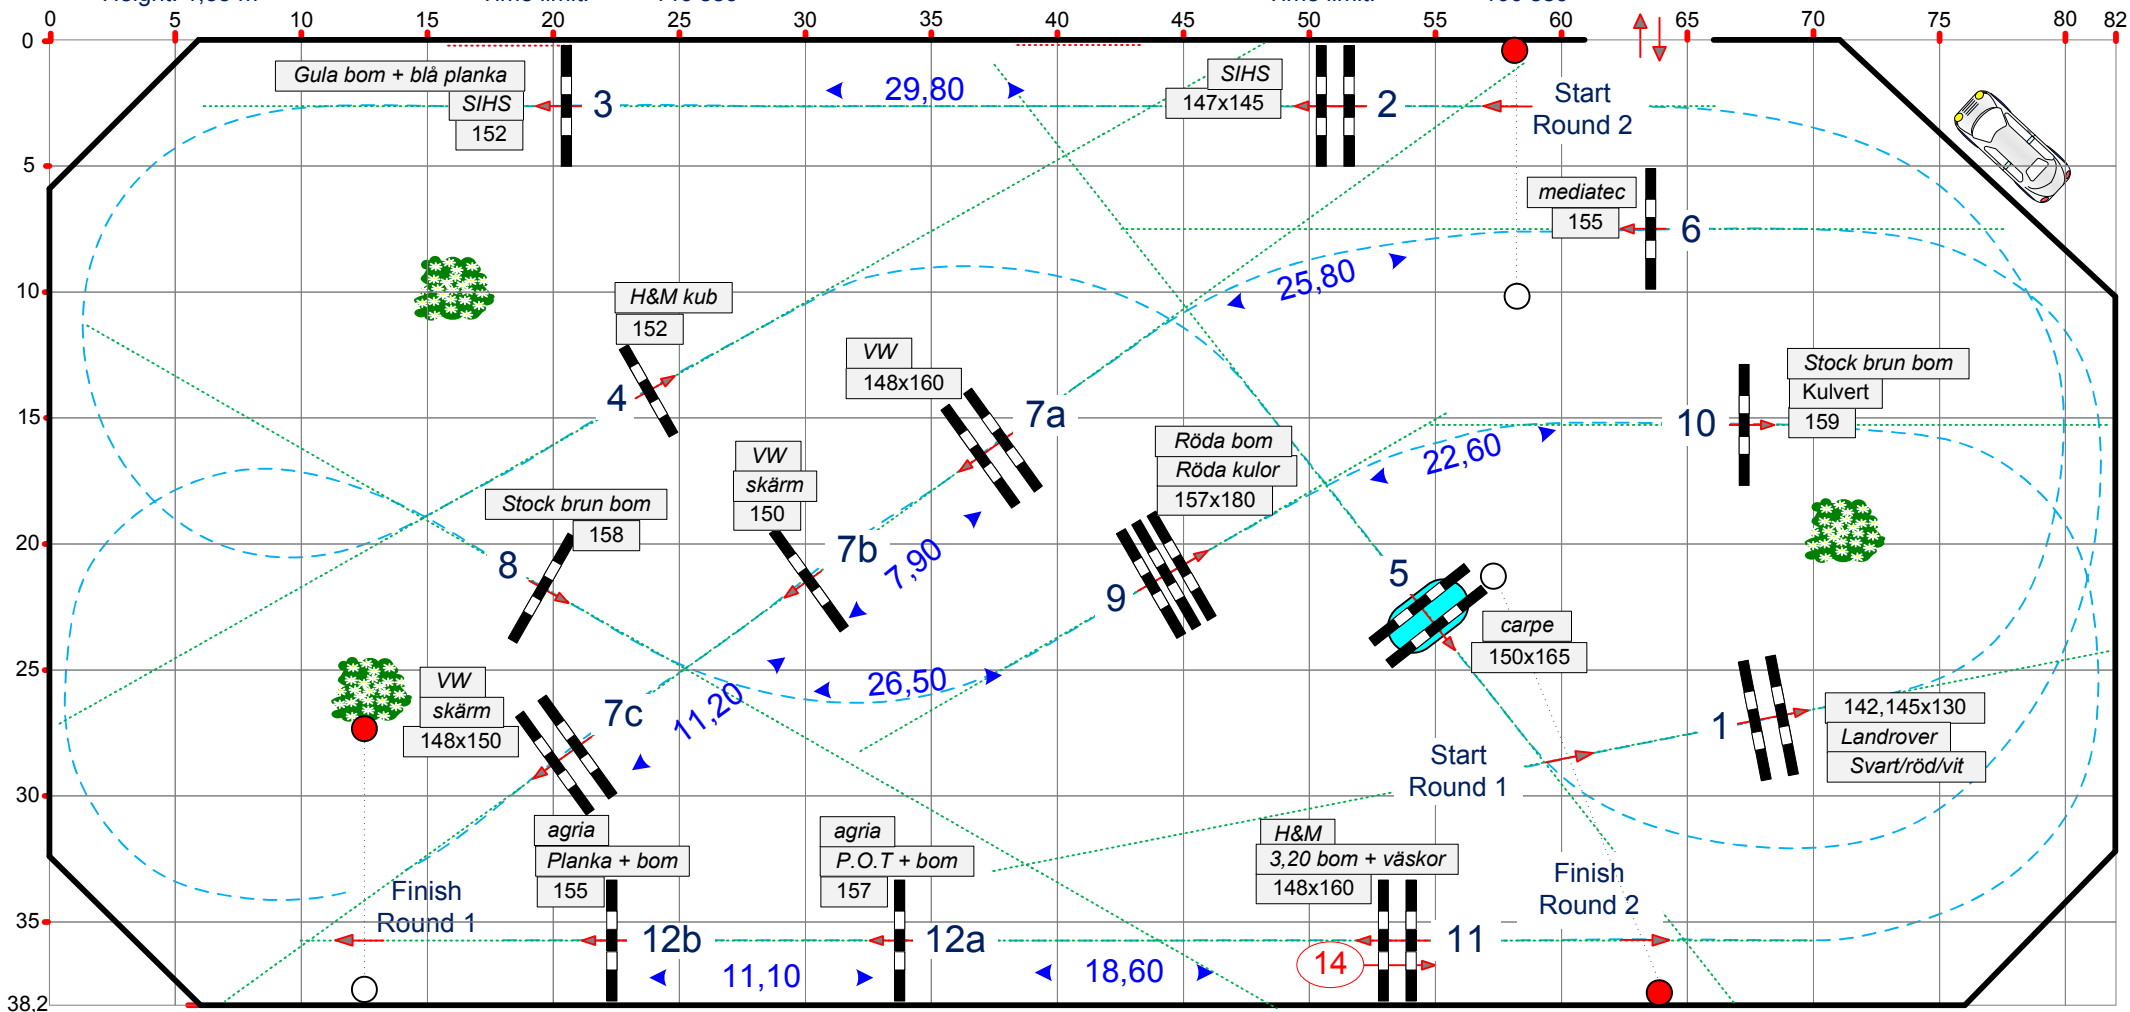 0 5 10 15 20 25 30 35 40 45 50 55 60 65 70 75 80 82
0
Gula bom + blå planka
SIHS
152
3
29,80
SIHS
147x145
2
Start
Round 2
5
mediatec
155
6
25,80
10
H&M kub
152
4
VW
148x160
7a
Stock brun bom
Kulvert
159
10
15
Röda bom
Röda kulor
157x180
22,60
VW
skärm
150
7b
7,90
Stock brun bom
158
8
20
9
5
carpe
150x165
25
VW
skärm
148x150
7c
11,20
26,50
1
142,145x130
Landrover
Svart/röd/vit
Start
Round 1
30
agria
Planka + bom
155
agria
P.O.T + bom
157
H&M
3,20 bom + väskor
148x160
Finish
Round 1
Finish
Round 2
35
12b
12a
11
11,10
18,60
14
38,2